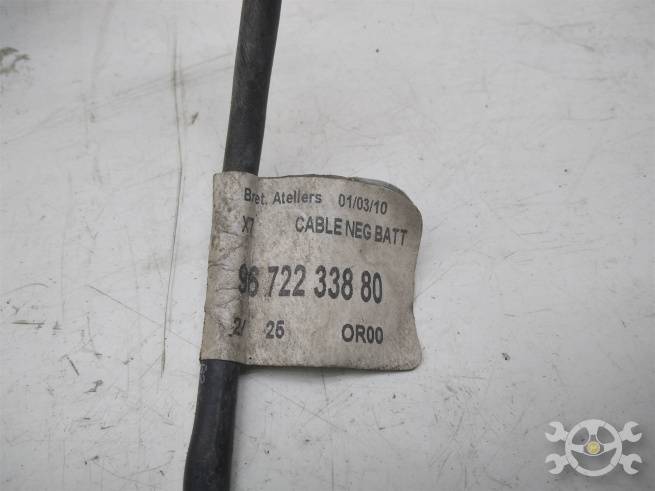 Bret. Ateliers 01/03/10
X7 CABLE NEG BATT
96 722 338 80
2/ 25 OR00